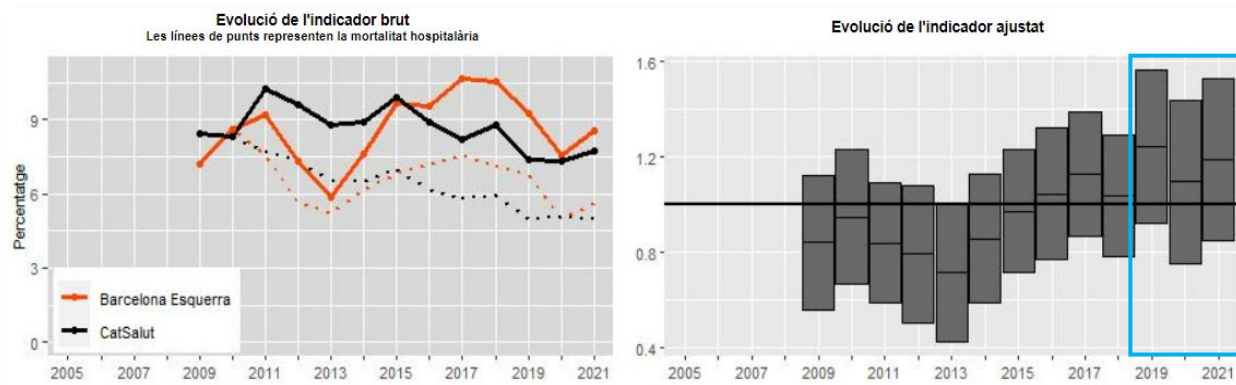 Evolució de l'indicador brut
Les línees de punts representen la mortalitat hospitalària
Percentatge
9
6
3
0
Barcelona Esquerra
CatSalut
2005 2007 2009 2011 2013 2015 2017 2019 2021
Evolució de l'indicador ajustat
1.6
1.2
0.8
0.4
2005 2007 2009 2011 2013 2015 2017 2019 2021